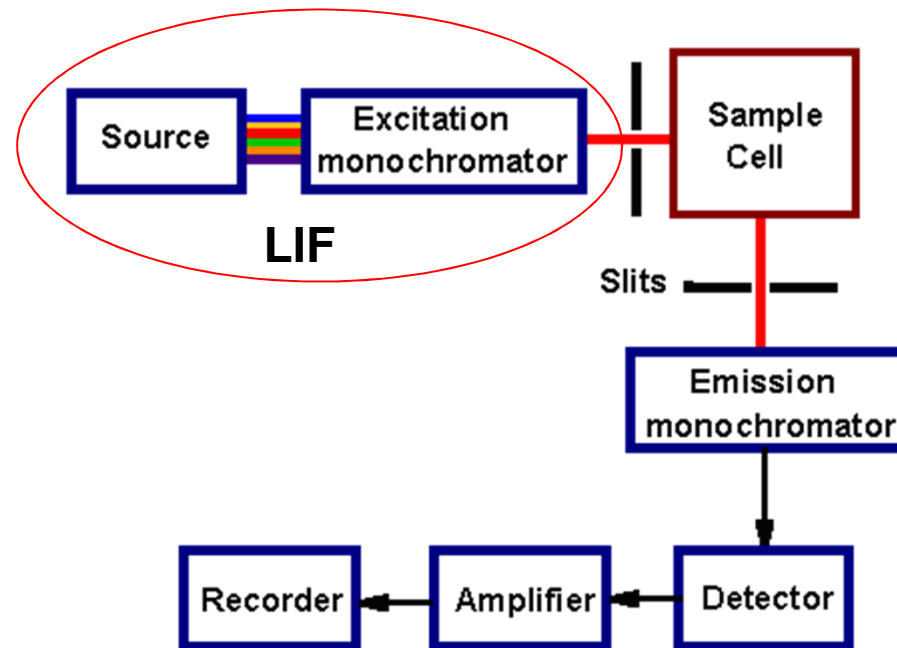 Source
Excitation
monochromator
LIF
Sample
Cell
Slits
Emission
monochromator
Recorder
Amplifier
Detector